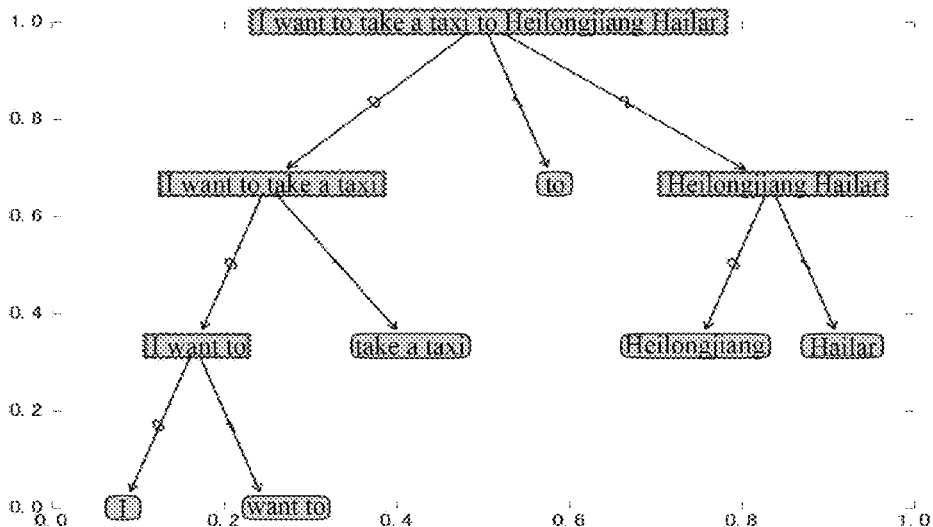 1.0
I want to take a taxi to Heilongjiang Hailar
0.8
I want to take a taxi
to
Heilongjiang Hailar
0.6
0.4
I want to
take a taxi
Heilongjiang
Hailar
0.2
0.0
I
want to
0.0 0.2 0.4 0.6 0.8 1.0